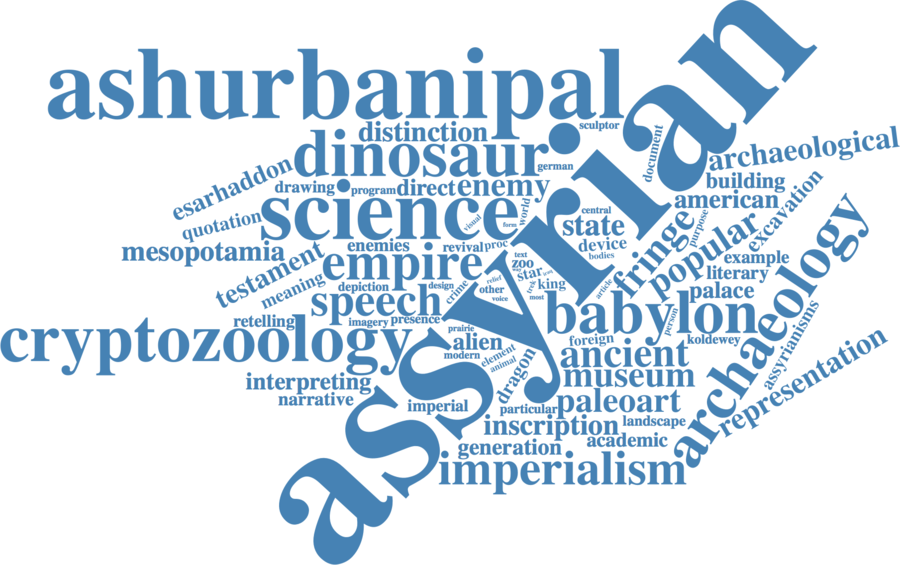 ashurbanipal
assyrian
distinction
sculptor
dinosaur
german
document
archaeological
esarhaddon
drawing
program
direct
enemy
building
american
quotation
science
visual
form
world
central
state
purpose
excavation
mesopotamia
enemies
revival
proc
text
device
bodies
fringe
popular
testament
empire
zoo
star
example
literary
meaning
depiction
design
crime
relief
other
voice
trek
most
king
article
palace
archaeology
speech
babylon
person
retelling
imagery
presence
prairie
cryptozoology
alien
modern
foreign
koldewey
assyrianisms
element
animal
ancient
interpreting
dragon
museum
narrative
imperial
particular
paleoart
representation
inscription
landscape
generation
academic
imperialism